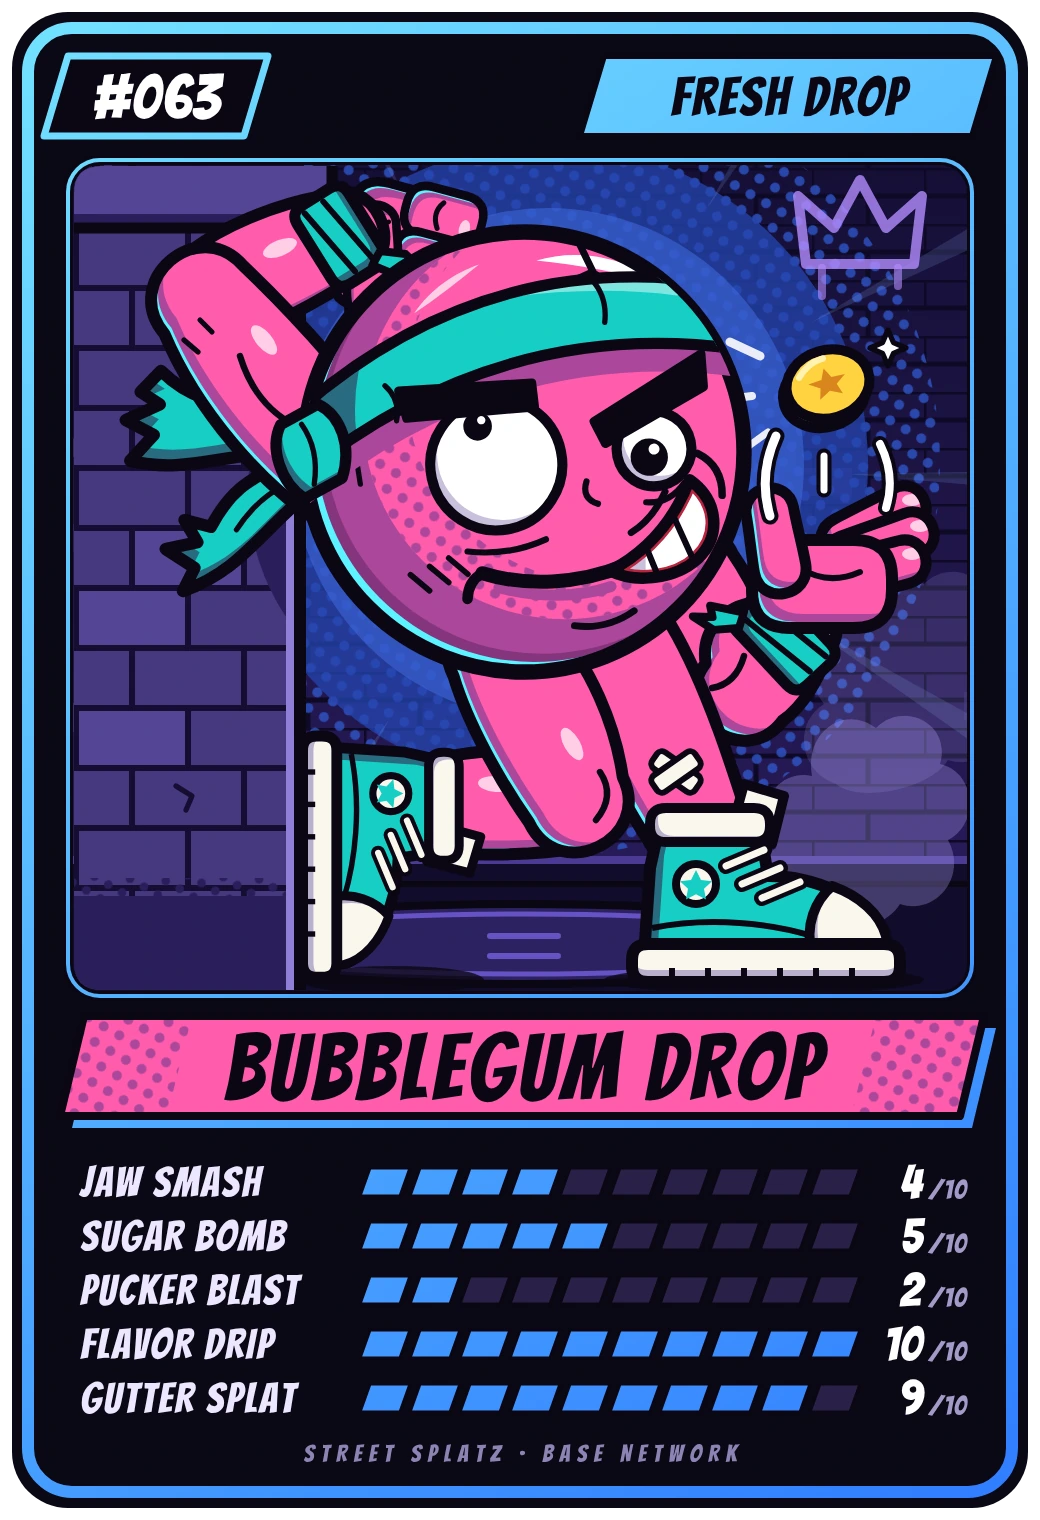 #063
FRESH DROP
BUBBLEGUM DROP
JAW SMASH 4/10
SUGAR BOMB 5/10
PUCKER BLAST 2/10
FLAVOR DRIP 10/10
GUTTER SPLAT 9/10
STREET SPLATZ · BASE NETWORK